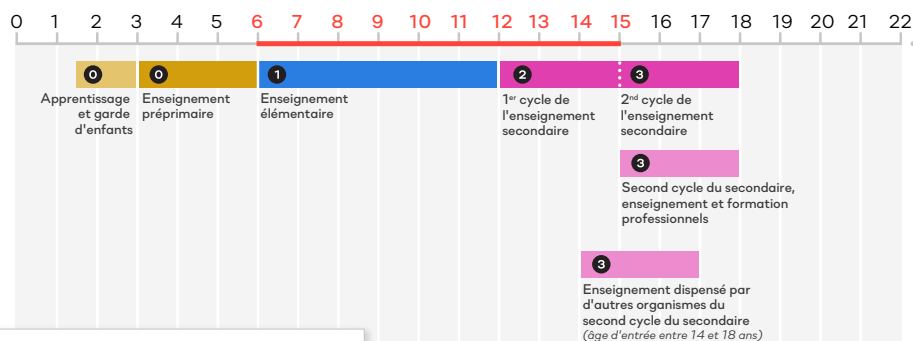 0 1 2 3 4 5 6 7 8 9 10 11 12 13 14 15 16 17 18 19 20 21 22
0 0 1 2 3
Apprentissage
et garde
d'enfants
Enseignement
préprimaire
Enseignement
élémentaire
1er cycle de
l'enseignement
secondaire
2nd cycle de
l'enseignement
secondaire
3
Second cycle du secondaire,
enseignement et formation
professionnels
3
Enseignement dispensé par
d'autres organismes du
second cycle du secondaire
(âge d'entrée entre 14 et 18 ans)